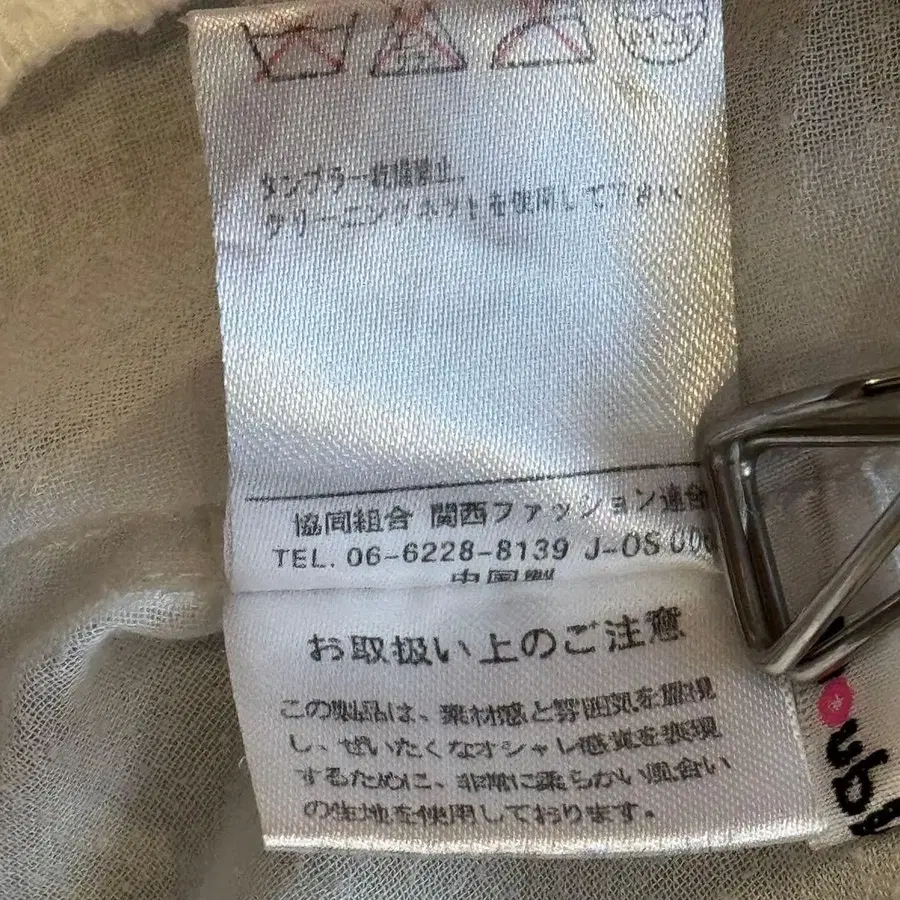 タンブラー乾燥禁止.
クリーニングネットを使用して下さい.
協同組合 関西ファッション連合
TEL. 06-6228-8139 J-OS
中国製
お取扱い上のご注意
この製品は、素材感と雰囲気を重視
し、ぜいたくなオシャレ感覚を表現
するために、非常に柔らかい風合い
の生地を使用しております。